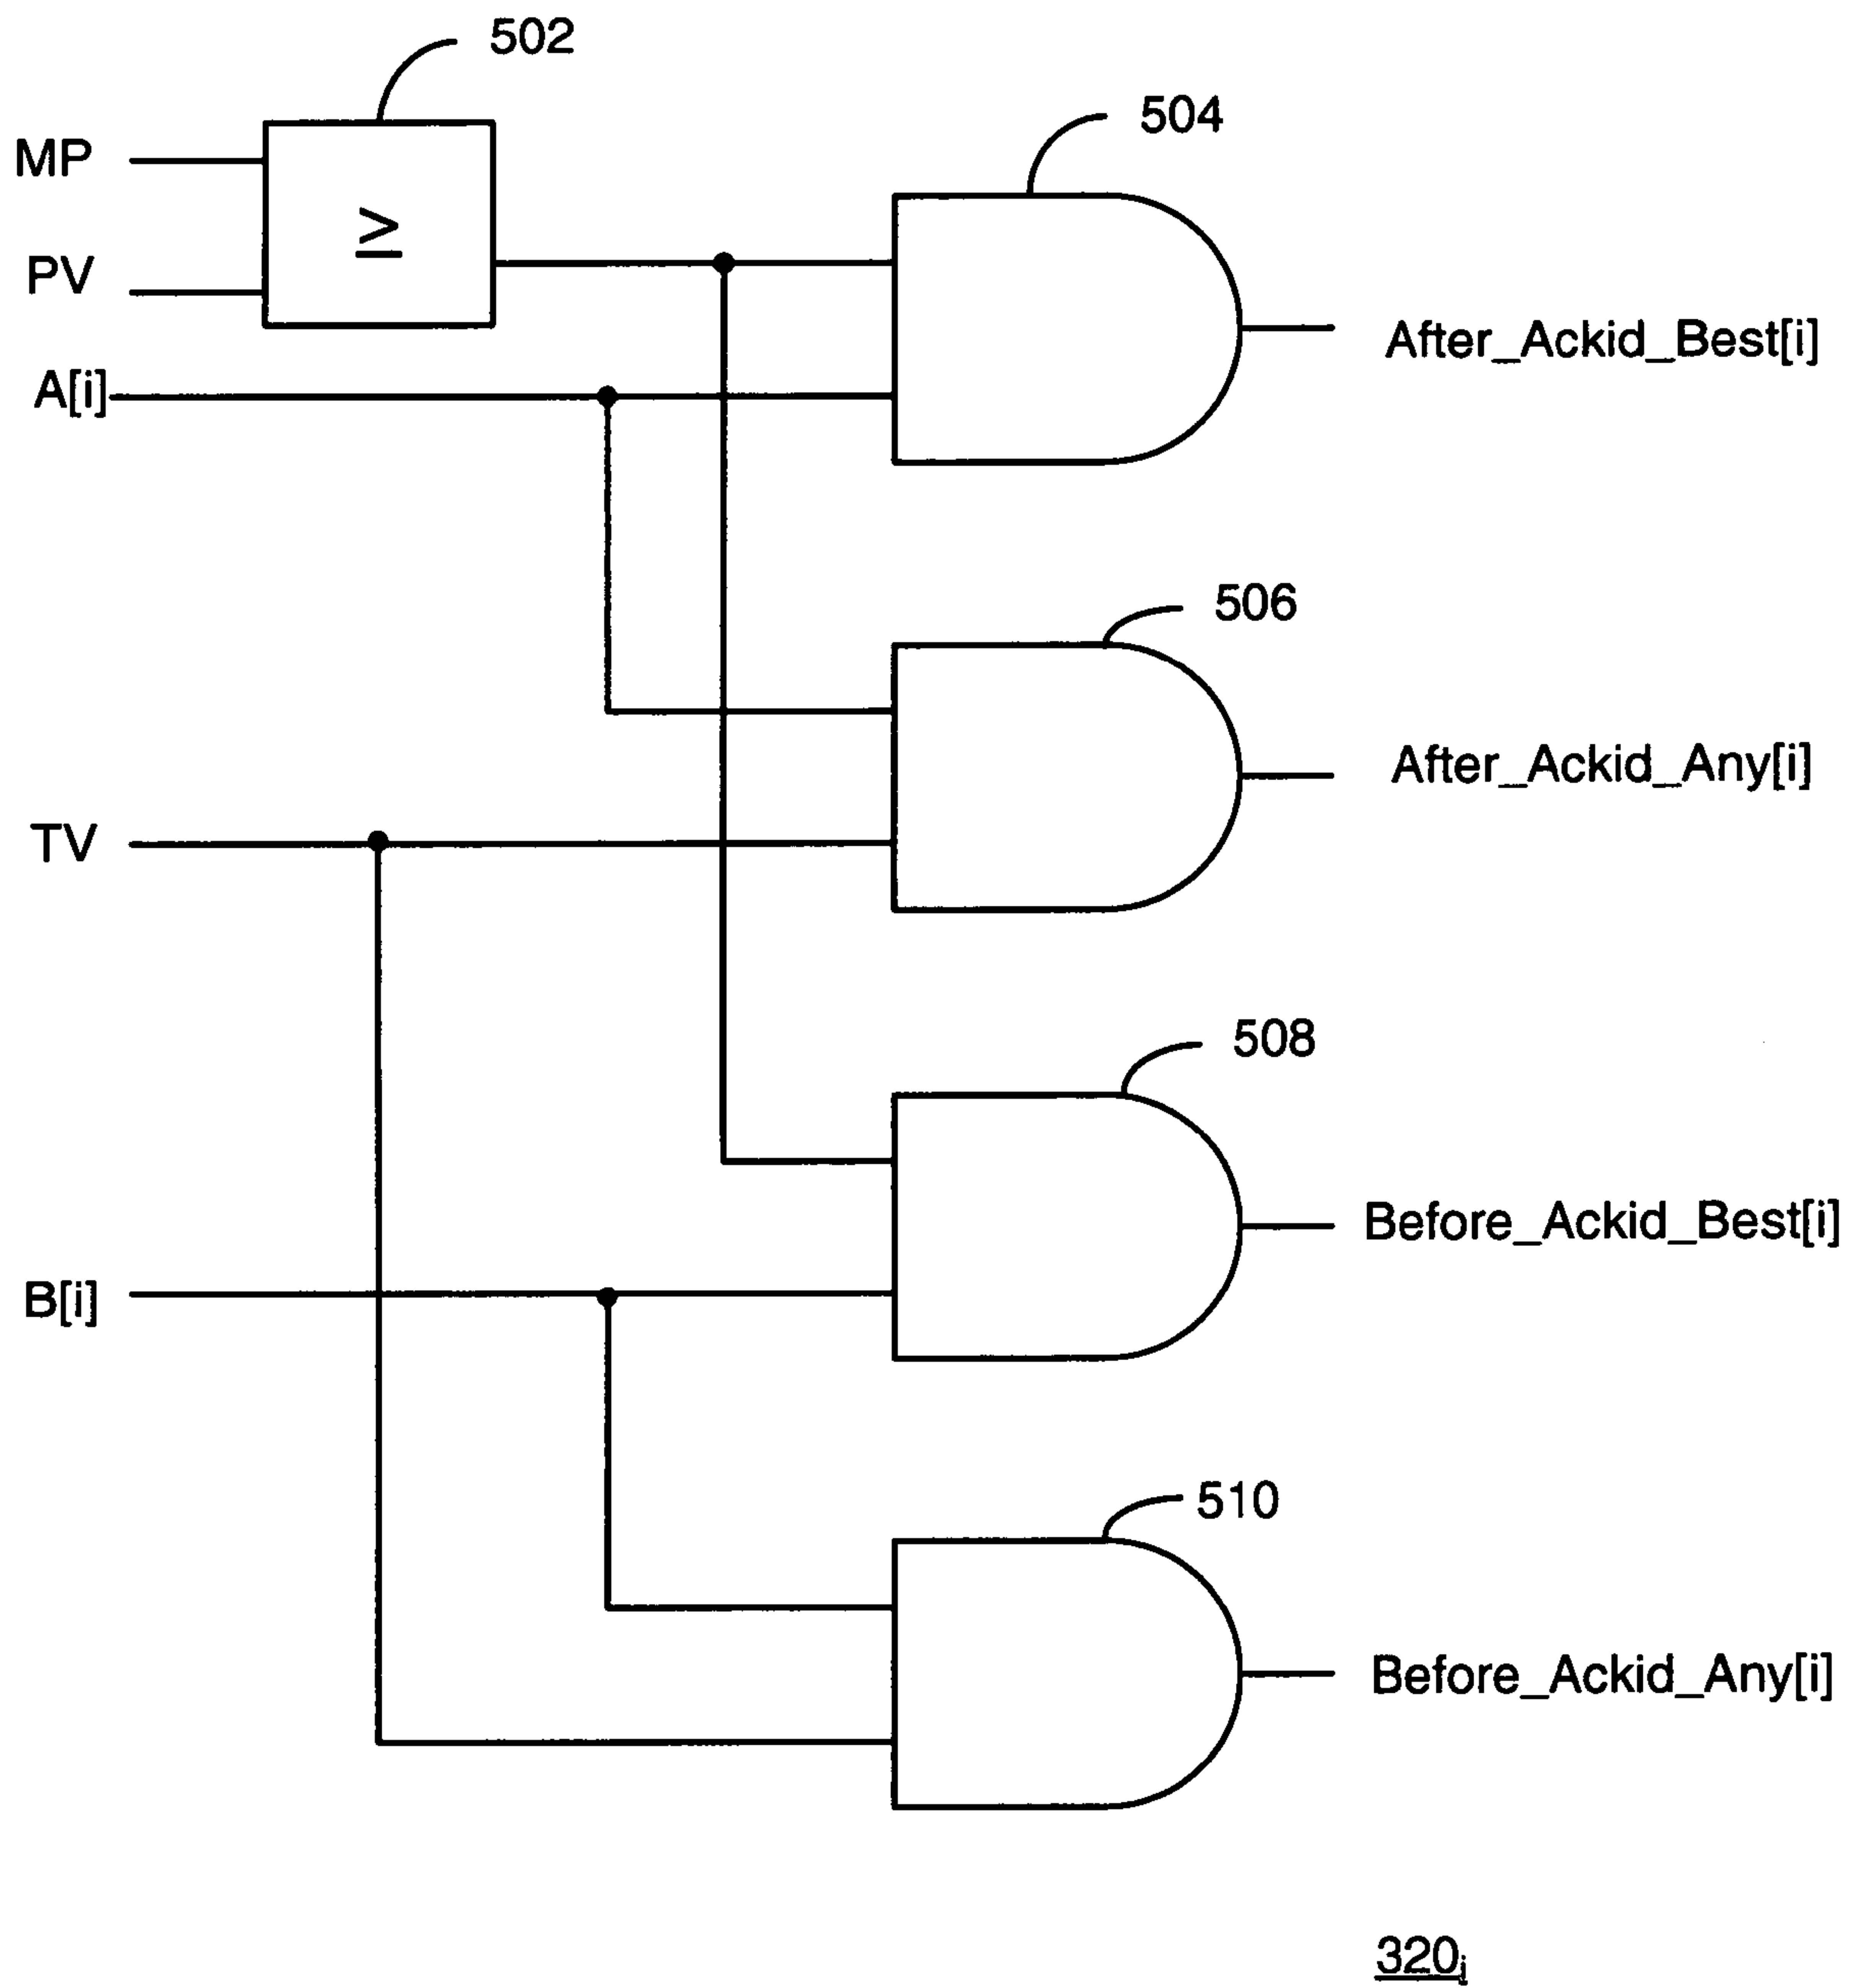 502
MP
504
≥
PV
After_Ackid_Best[i]
A[i]
506
After_Ackid_Any[i]
TV
508
Before_Ackid_Best[i]
B[i]
510
Before_Ackid_Any[i]
320i